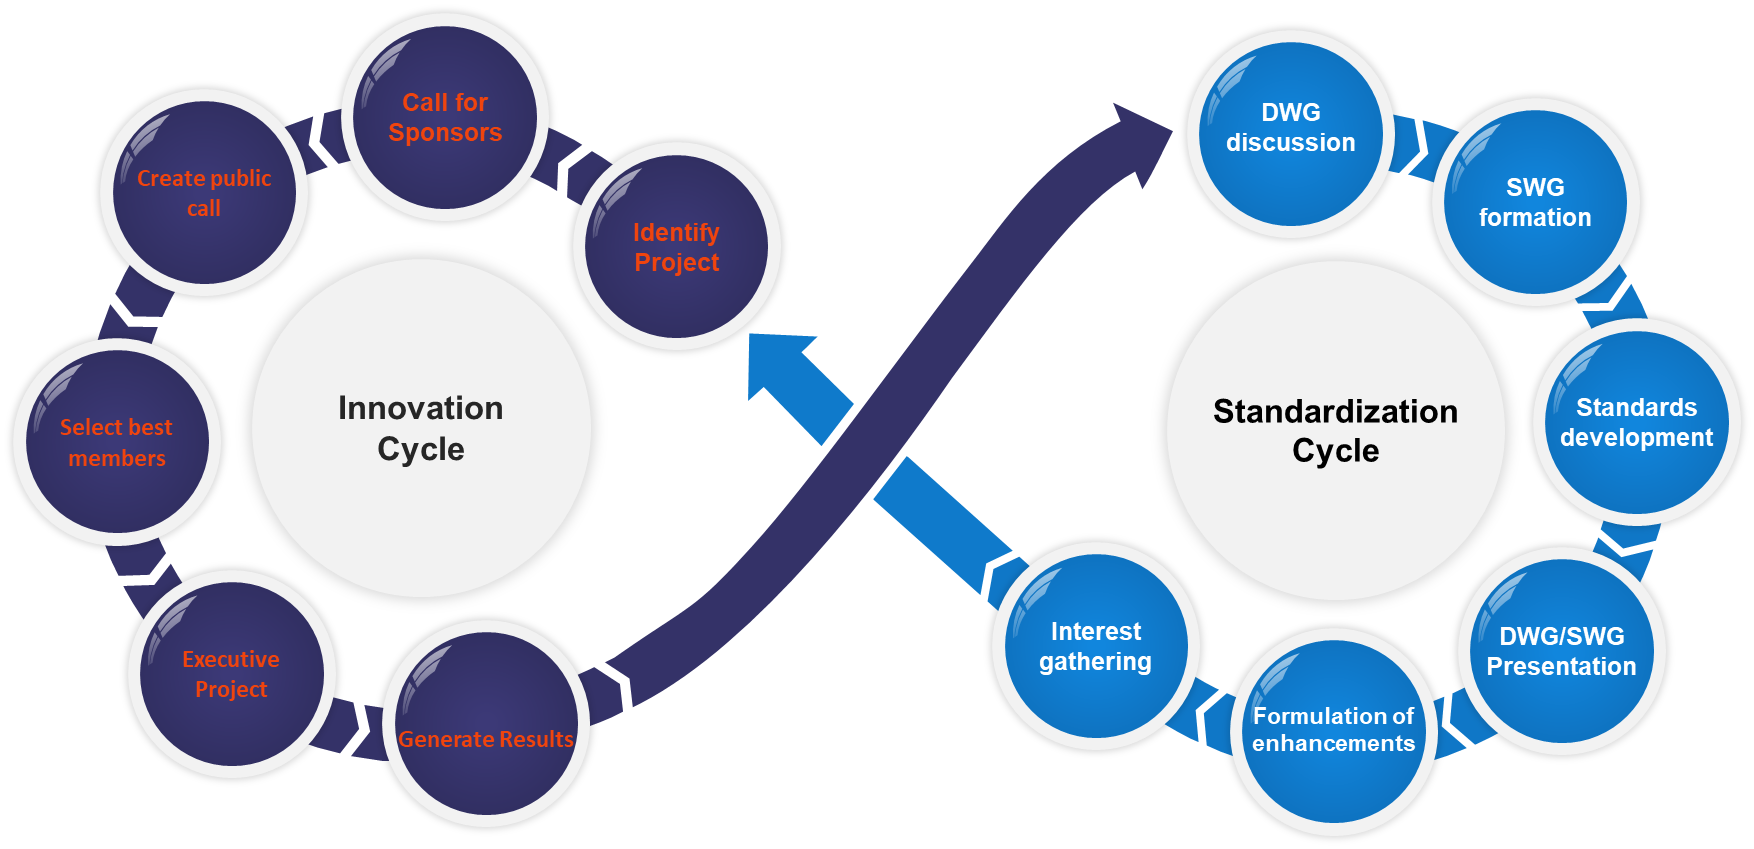 Call for
Sponsors
Create public
call
Identify
Project
Select best
members
Innovation
Cycle
Executive
Project
Generate Results
DWG
discussion
SWG
formation
Standards
development
Standardization
Cycle
DWG/SWG
Presentation
Formulation of
enhancements
Interest
gathering